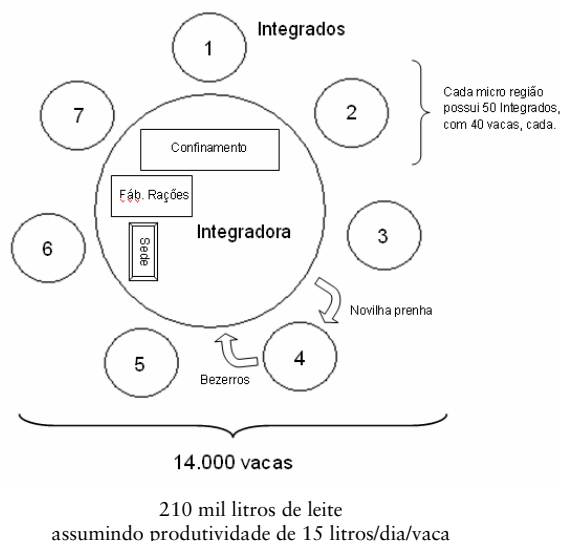 Integrados
1
2
3
4
5
6
7
Cada micro região
possui 50 Integrados,
com 40 vacas, cada.
Confinamento
Fáb. Rações
Sede
Integradora
Novilha prenha
Bezerros
14.000 vacas
210 mil litros de leite
assumindo produtividade de 15 litros/dia/vaca